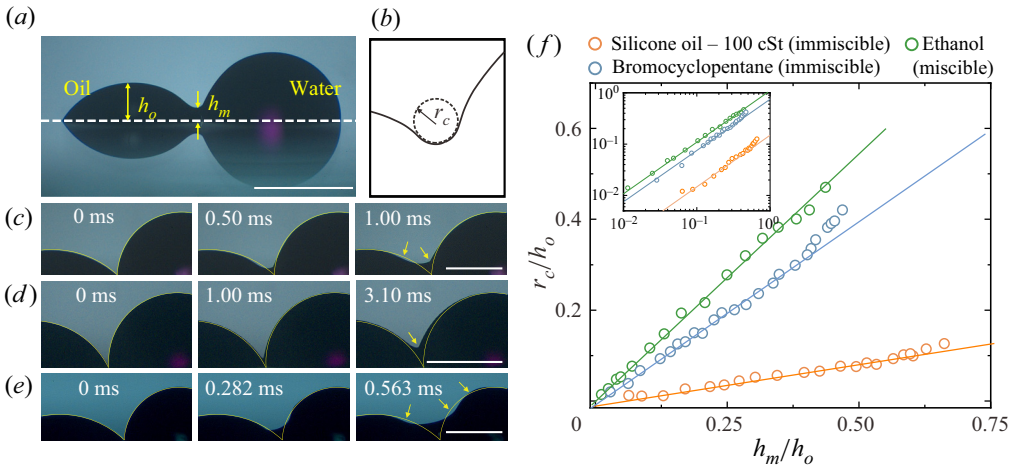 (a)
Oil
h_o
h_m
Water
(b)
r_c
(c)
0 ms
0.50 ms
1.00 ms
(d)
0 ms
1.00 ms
3.10 ms
(e)
0 ms
0.282 ms
0.563 ms
(f)
Silicone oil – 100 cSt (immiscible)
Ethanol
Bromocyclopentane (immiscible)
(miscible)
10^0
10^-1
10^-2
10^-2
10^-1
10^0
0.6
0.4
0.2
0
0.25
0.50
0.75
r_c/h_o
h_m/h_o